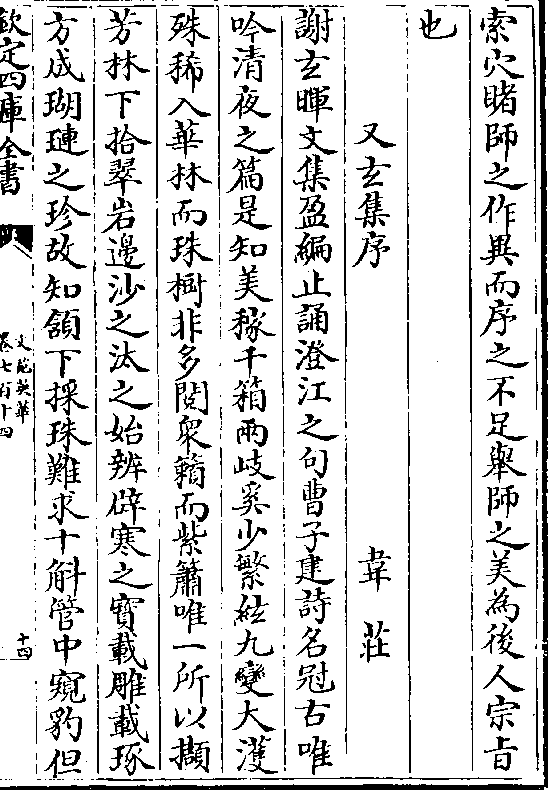 索穴睹師之作異而序之不足舉師之美為後人宗旨
也
又玄集序
韋莊
謝玄暉文集盈編止誦澄江之句曹子建詩名冠古唯
吟清夜之篇是知美稼千箱兩岐奚少繁絃九變大濩
殊稀入華林而珠樹非多閱衆籟而紫簫唯一所以擷
芳林下拾翠岩邊沙之汰之始辨辟寒之寶載雕載琢
方成瑚璉之珍故知頷下採珠難求十斛管中窺豹但
欽定四庫全書
文苑英華
卷七百十四
十四